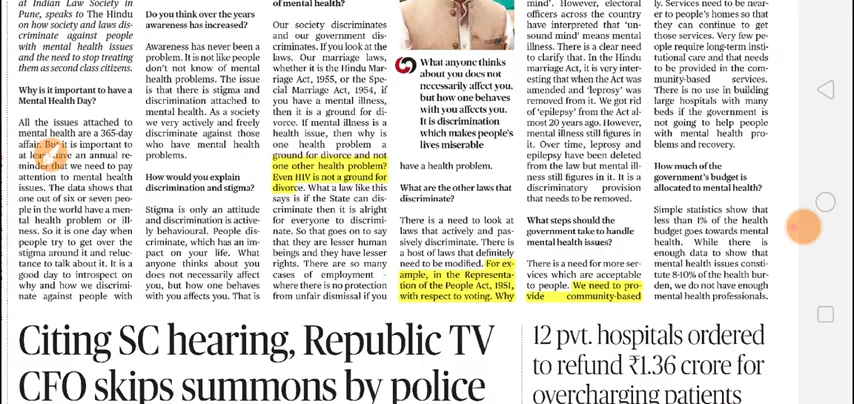 at Indian Law Society in
Pune, speaks to The Hindu
on how society and laws dis-
criminate against people
with mental health issues
and the need to stop treating
them as second class citizens.
Why is it important to have a
Mental Health Day?
All the issues attached to
mental health are a 365-day
affair. But it is important to
at least have an annual re-
minder that we need to pay
attention to mental health
issues. The data shows that
one out of six or seven peo-
ple in the world have a men-
tal health problem or ill-
ness. So it is one day when
people try to get over the
stigma around it and reluc-
tance to talk about it. It is a
good day to introspect on
why and how we discrimi-
nate against people with
Do you think over the years
awareness has increased?
Awareness has never been a
problem. It is not like people
don't know of mental
health problems. The issue
is that there is stigma and
discrimination attached to
mental health. As a society
we very actively and freely
discriminate against those
who have mental health
problems.
How would you explain
discrimination and stigma?
Stigma is only an attitude
and discrimination is active-
ly behavioural. People dis-
criminate, which has an im-
pact on your life. What
anyone thinks about you
does not necessarily affect
you, but how one behaves
with you affects you. That is
of mental health?
Our society discriminates
and our government dis-
criminates. If you look at the
laws. Our marriage laws,
whether it is the Hindu Mar-
riage Act, 1955, or the Spe-
cial Marriage Act, 1954, if
you have a mental illness,
then it is a ground for di-
vorce. If mental illness is a
health issue, then why is
one health problem a
ground for divorce and not
one other health problem?
Even HIV is not a ground for
divorce. What a law like this
says is if the State can dis-
criminate then it is alright
for everyone to discrimi-
nate. So that goes on to say
that they are lesser human
beings and they have lesser
rights. There are so many
cases of employment -
where there is no protection
from unfair dismissal if you
What anyone thinks
about you does not
necessarily affect you,
but how one behaves
with you affects you.
It is discrimination
which makes people's
lives miserable
have a health problem.
What are the other laws that
discriminate?
There is a need to look at
laws that actively and pas-
sively discriminate. There is
a host of laws that definitely
need to be modified. For ex-
ample, in the Representa-
tion of the People Act, 1951,
with respect to voting. Why
mind'. However, electoral
officers across the country
have interpreted that 'un-
sound mind' means mental
illness. There is a clear need
to clarify that. In the Hindu
marriage Act, it is very inter-
esting that when the Act was
amended and 'leprosy' was
removed from it. We got rid
of 'epilepsy' from the Act al-
most 20 years ago. However,
mental illness still figures in
it. Over time, leprosy and
epilepsy have been deleted
from the law but mental ill-
ness still figures in it. It is a
discriminatory provision
that needs to be removed.
What steps should the
government take to handle
mental health issues?
There is a need for more ser-
vices which are acceptable
to people. We need to pro-
vide community-based
ly. Services need to be near-
er to people's homes so that
they can continue to get
those services. Very few pe-
ople require long-term insti-
tutional care and that needs
to be provided in the com-
munity-based services.
There is no use in building
large hospitals with many
beds if the government is
not going to help people
with mental health pro-
blems and recovery.
How much of the
government's budget is
allocated to mental health?
Simple statistics show that
less than 1% of the health
budget goes towards mental
health. While there is
enough data to show that
mental health issues consti-
tute 8-10% of the health bur-
den, we do not have enough
mental health professionals.
Citing SC hearing, Republic TV
CFO skips summons by police
12 pvt. hospitals ordered
to refund ₹1.36 crore for
overcharging patients